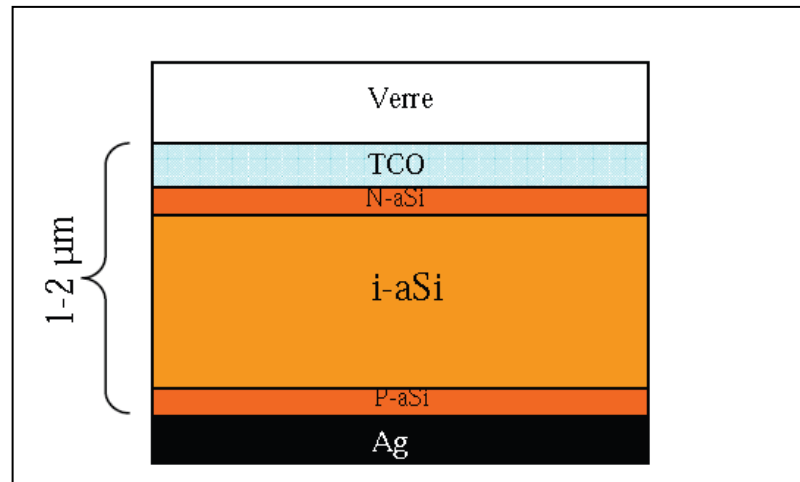 Verre
TCO
N-aSi
1-2 µm
i-aSi
P-aSi
Ag